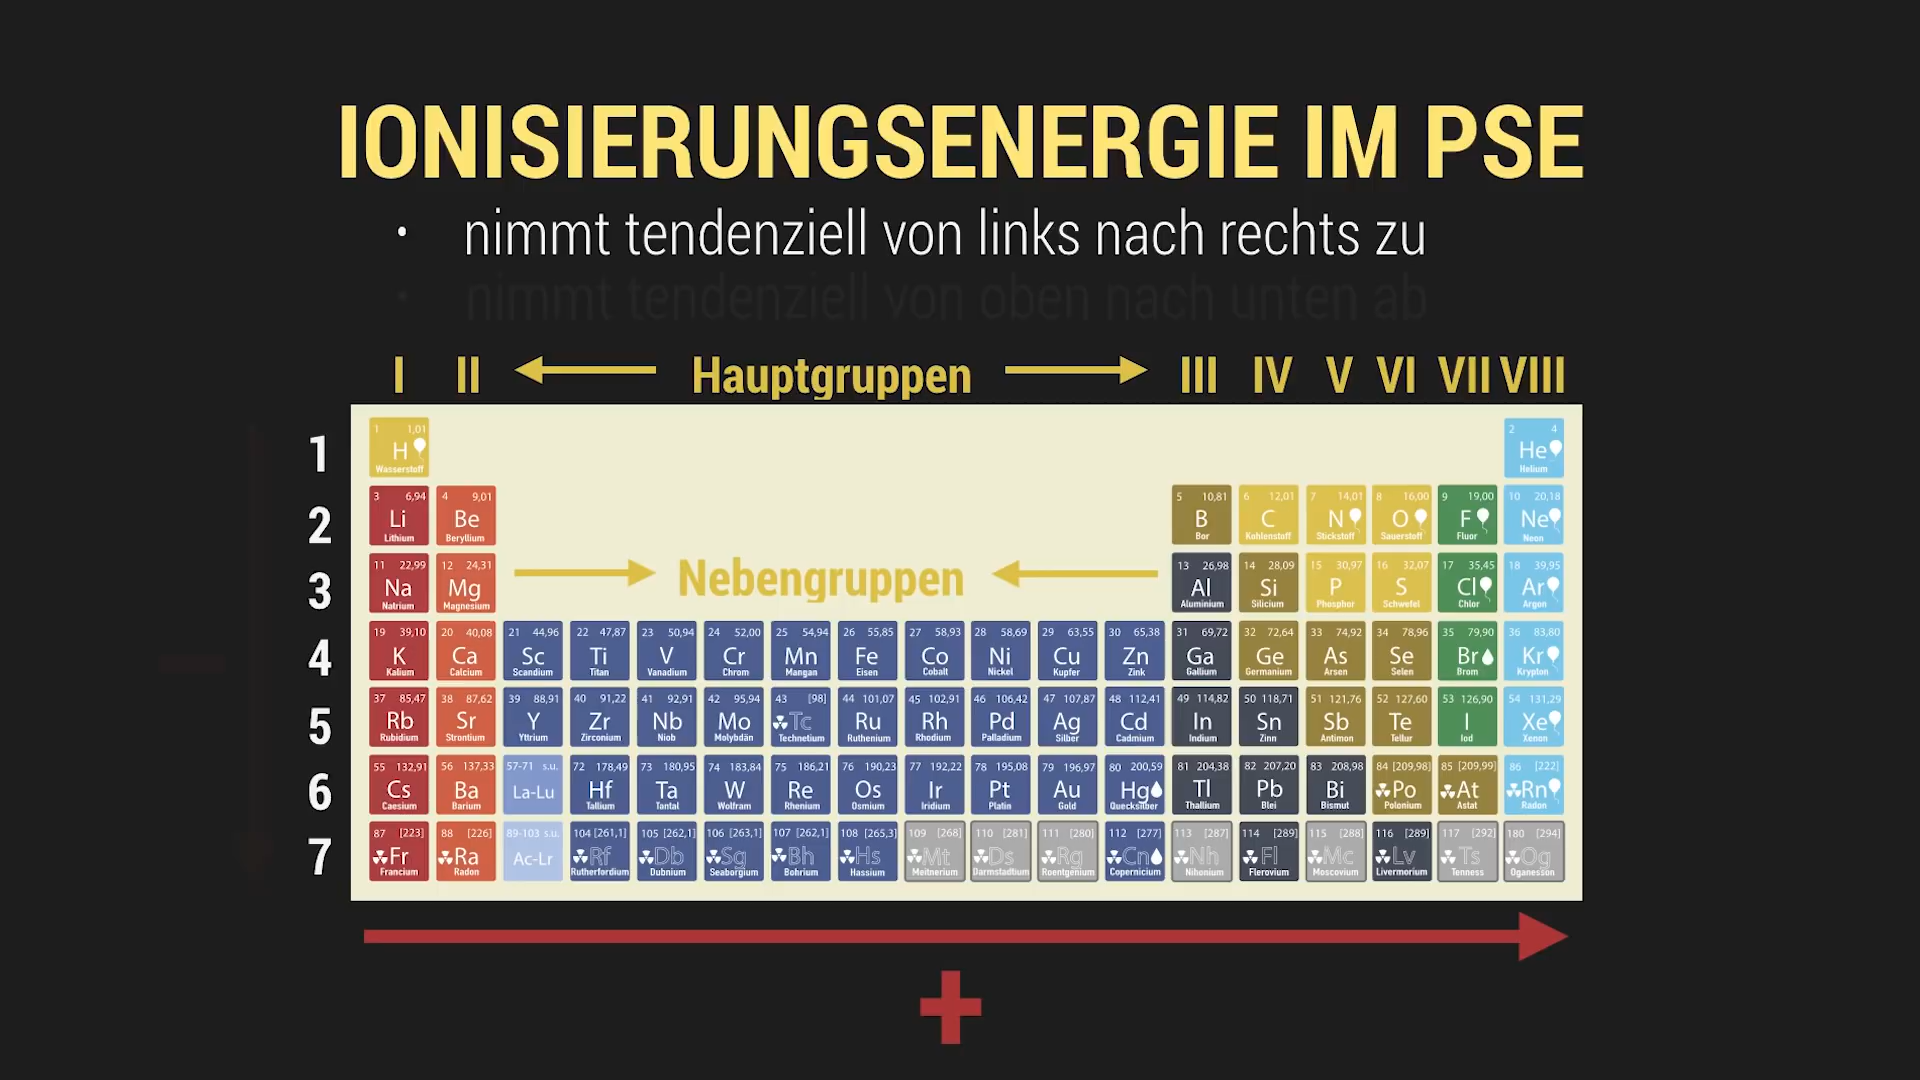 IONISIERUNGSENERGIE IM PSE
• nimmt tendenziell von links nach rechts zu
• nimmt tendenziell von oben nach unten ab
I II Hauptgruppen III IV V VI VII VIII
1
1 1,01 H Wasserstoff
2 4 He Helium
2
3 6,94 Li Lithium
4 9,01 Be Beryllium
5 10,81 B Bor
6 12,01 C Kohlenstoff
7 14,01 N Stickstoff
8 16,00 O Sauerstoff
9 19,00 F Fluor
10 20,18 Ne Neon
3
11 22,99 Na Natrium
12 24,31 Mg Magnesium
Nebengruppen
13 26,98 Al Aluminium
14 28,09 Si Silicium
15 30,97 P Phosphor
16 32,07 S Schwefel
17 35,45 Cl Chlor
18 39,95 Ar Argon
4
19 39,10 K Kalium
20 40,08 Ca Calcium
21 44,96 Sc Scandium
22 47,87 Ti Titan
23 50,94 V Vanadium
24 52,00 Cr Chrom
25 54,94 Mn Mangan
26 55,85 Fe Eisen
27 58,93 Co Cobalt
28 58,69 Ni Nickel
29 63,55 Cu Kupfer
30 65,38 Zn Zink
31 69,72 Ga Gallium
32 72,64 Ge Germanium
33 74,92 As Arsen
34 78,96 Se Selen
35 79,90 Br Brom
36 83,80 Kr Krypton
5
37 85,47 Rb Rubidium
38 87,62 Sr Strontium
39 88,91 Y Yttrium
40 91,22 Zr Zirconium
41 92,91 Nb Niob
42 95,94 Mo Molybdän
43 [98] Tc Technetium
44 101,07 Ru Ruthenium
45 102,91 Rh Rhodium
46 106,42 Pd Palladium
47 107,87 Ag Silber
48 112,41 Cd Cadmium
49 114,82 In Indium
50 118,71 Sn Zinn
51 121,76 Sb Antimon
52 127,60 Te Tellur
53 126,90 I Iod
54 131,29 Xe Xenon
6
55 132,91 Cs Caesium
56 137,33 Ba Barium
57-71 s.u. La-Lu
72 178,49 Hf Tallium
73 180,95 Ta Tantal
74 183,84 W Wolfram
75 186,21 Re Rhenium
76 190,23 Os Osmium
77 192,22 Ir Iridium
78 195,08 Pt Platin
79 196,97 Au Gold
80 200,59 Hg Quecksilber
81 204,38 Tl Thallium
82 207,20 Pb Blei
83 208,98 Bi Bismut
84 [209,98] Po Polonium
85 [209,99] At Astat
86 [222] Rn Radon
7
87 [223] Fr Francium
88 [226] Ra Radon
89-103 s.u. Ac-Lr
104 [261,1] Rf Rutherfordium
105 [262,1] Db Dubnium
106 [263,1] Sg Seaborgium
107 [262,1] Bh Bohrium
108 [265,3] Hs Hassium
109 [268] Mt Meitnerium
110 [281] Ds Darmstadtium
111 [280] Rg Roentgenium
112 [277] Cn Copernicium
113 [287] Nh Nihonium
114 [289] Fl Flerovium
115 [288] Mc Moscovium
116 [289] Lv Livermorium
117 [292] Ts Tenness
180 [294] Og Oganesson
+